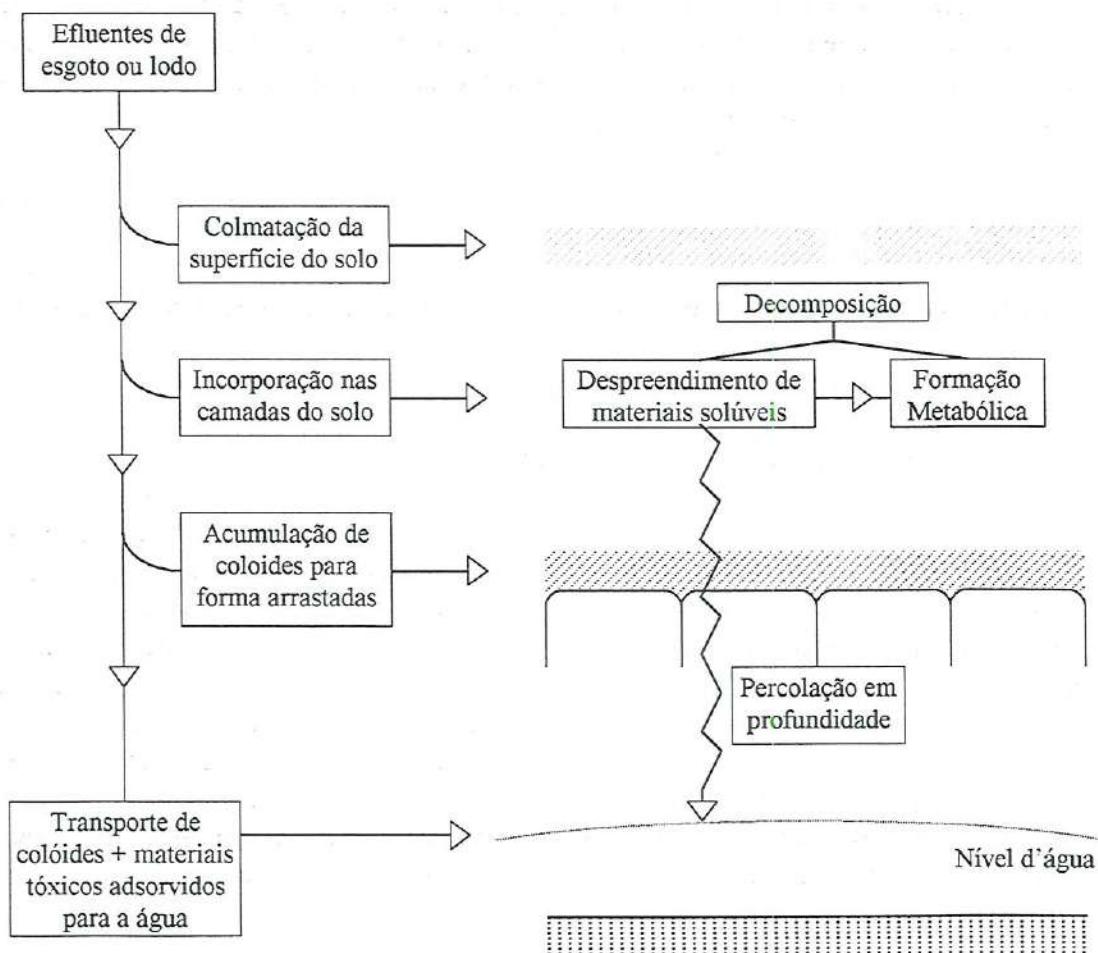 Efluentes de
esgoto ou lodo
Colmatação da
superfície do solo
Decomposição
Incorporação nas
camadas do solo
Despreendimento de
materiais solúveis
Formação
Metabólica
Acumulação de
coloides para
forma arrastadas
Percolação em
profundidade
Transporte de
colóides + materiais
tóxicos adsorvidos
para a água
Nível d'água